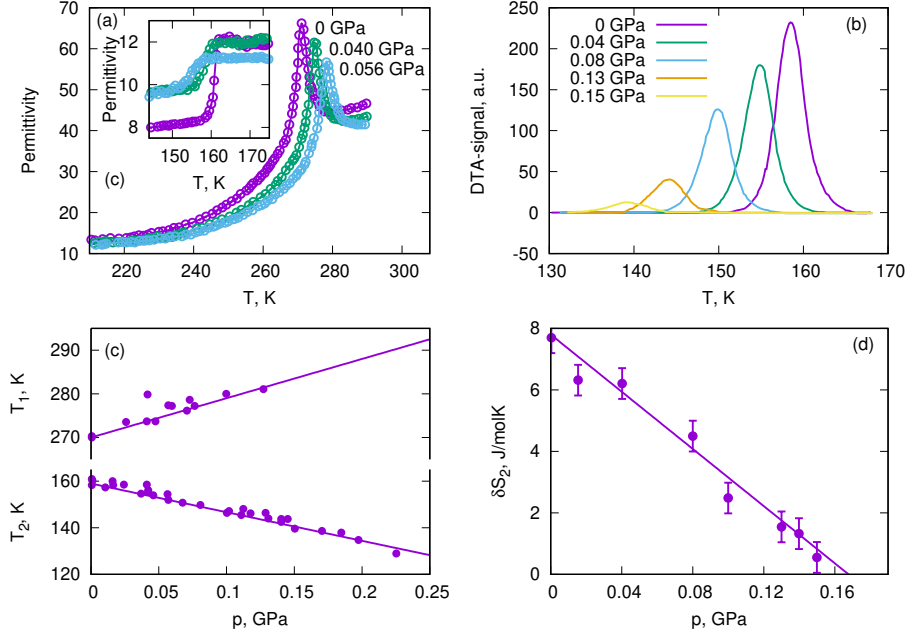 (a)
0 GPa
0.040 GPa
0.056 GPa
Permittivity
70
60
50
40
30
20
10
220
240
260
280
300
T, K
(c)
Permittivity
12
10
8
150
160
170
T, K
(b)
0 GPa
0.04 GPa
0.08 GPa
0.13 GPa
0.15 GPa
DTA-signal, a.u.
250
200
150
100
50
0
-50
130
140
150
160
170
T, K
(c)
T1, K
290
280
270
T2, K
160
140
120
0
0.05
0.10
0.15
0.20
0.25
p, GPa
(d)
δS2, J/molK
8
6
4
2
0
0
0.04
0.08
0.12
0.16
p, GPa